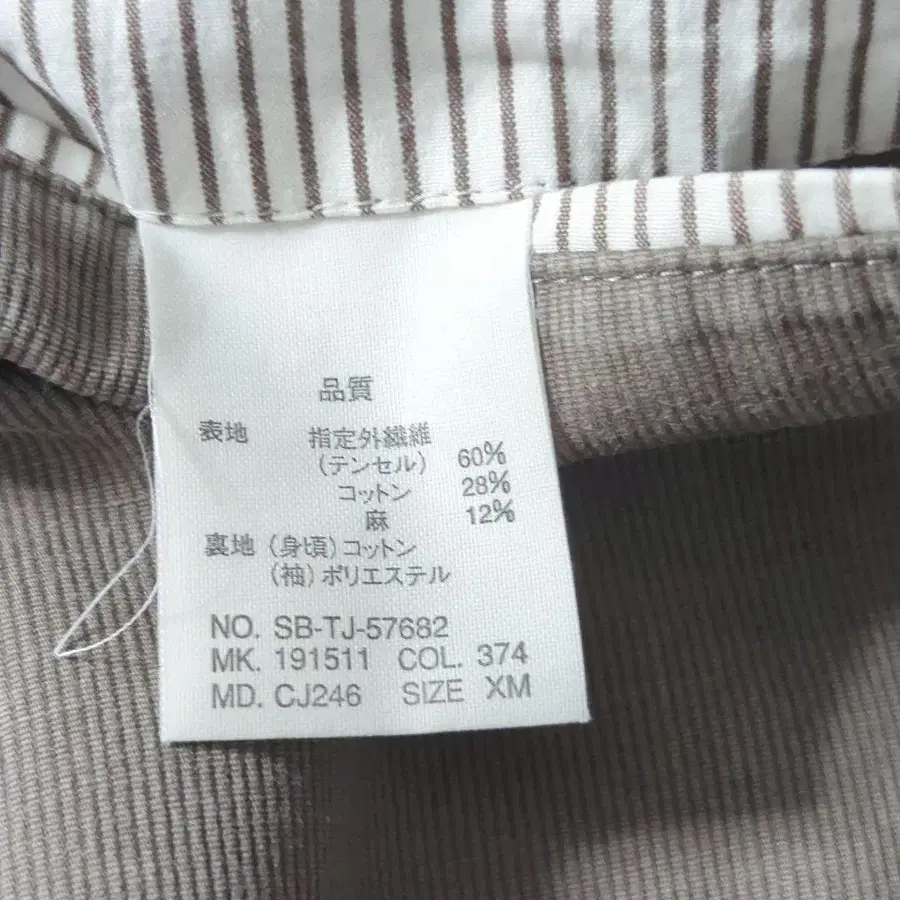 品質
表地 指定外繊維
(テンセル) 60%
コットン 28%
麻 12%
裏地 (身頃) コットン
(袖) ポリエステル
NO. SB-TJ-57682
MK. 191511 COL. 374
MD. CJ246 SIZE XM